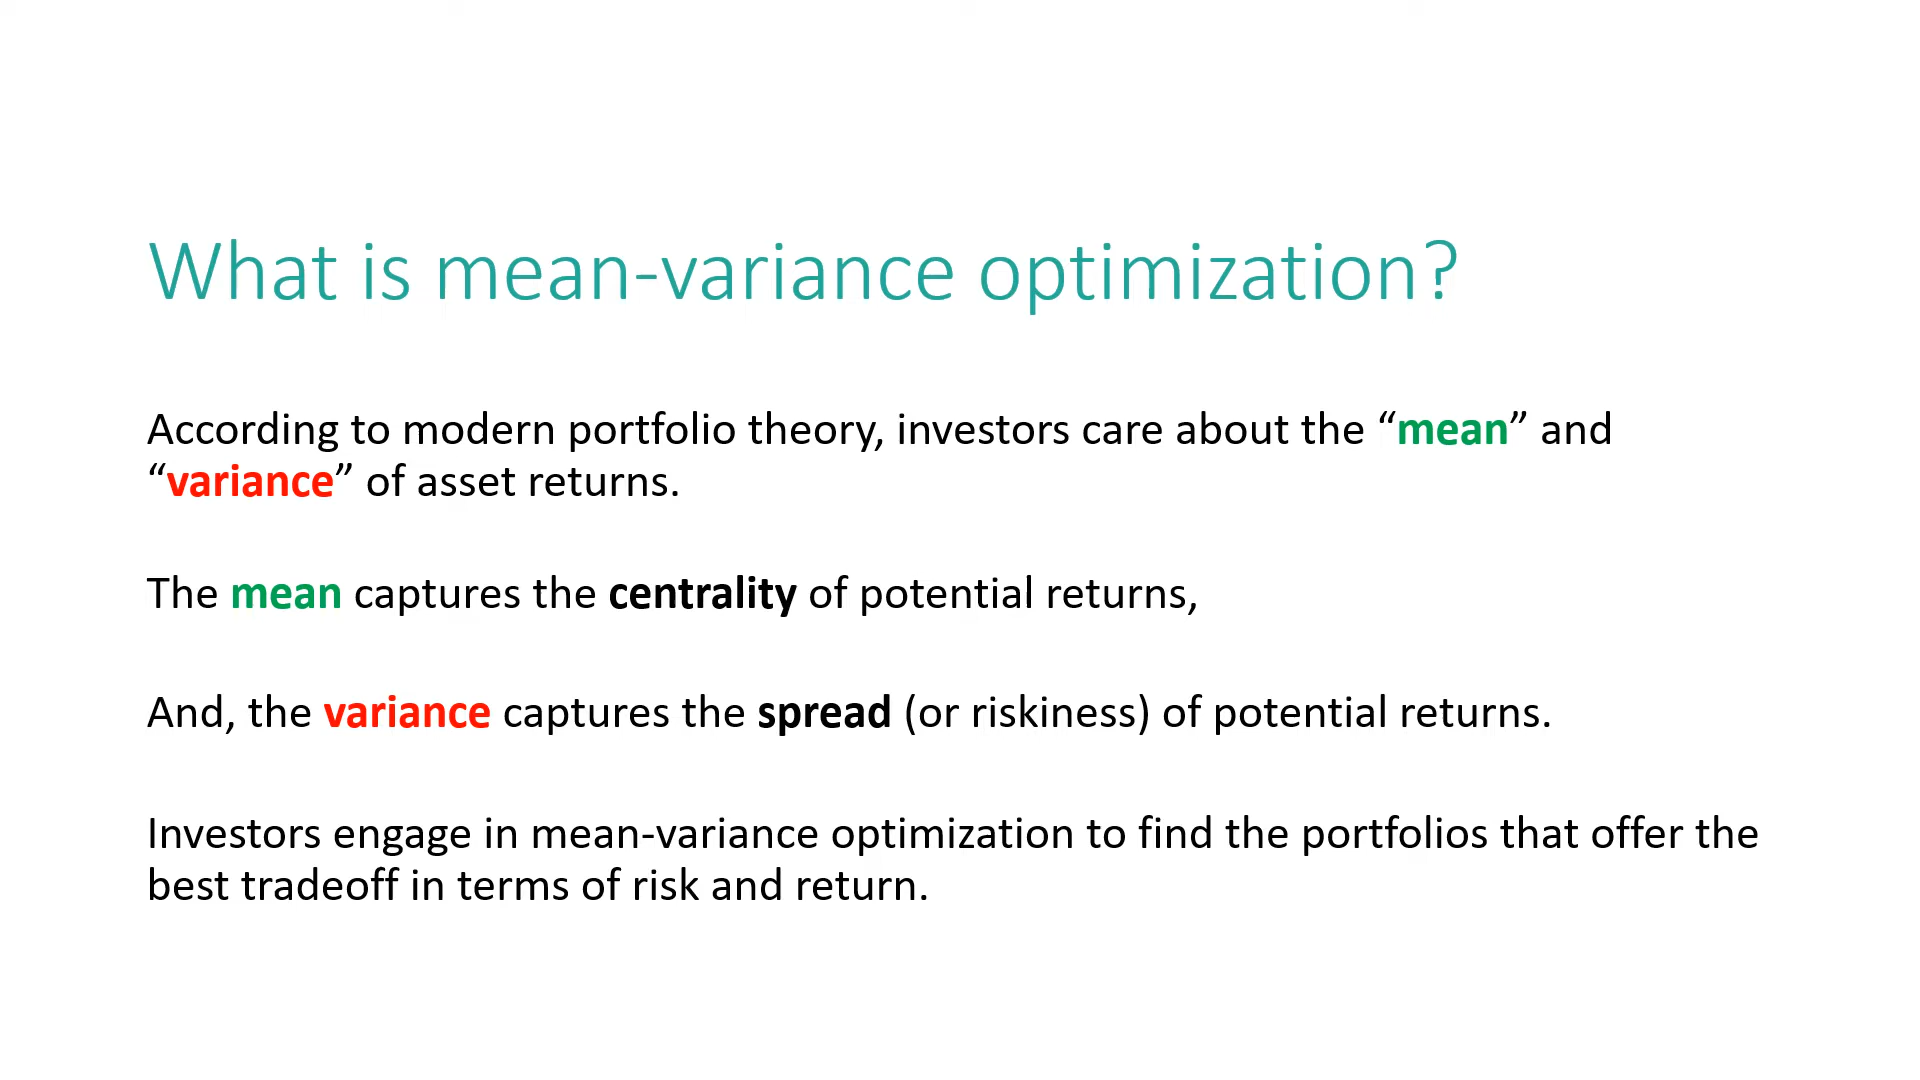 What is mean-variance optimization?
According to modern portfolio theory, investors care about the “mean” and
“variance” of asset returns.
The mean captures the centrality of potential returns,
And, the variance captures the spread (or riskiness) of potential returns.
Investors engage in mean-variance optimization to find the portfolios that offer the
best tradeoff in terms of risk and return.